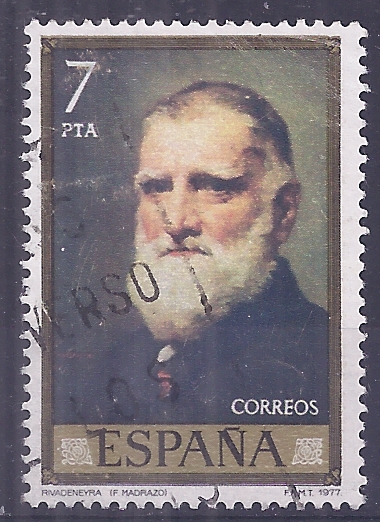 7
PTA
VERSO
CORREOS
ESPAÑA
RIVADENEYRA (F. MADRAZO) F.N.M.T. 1977